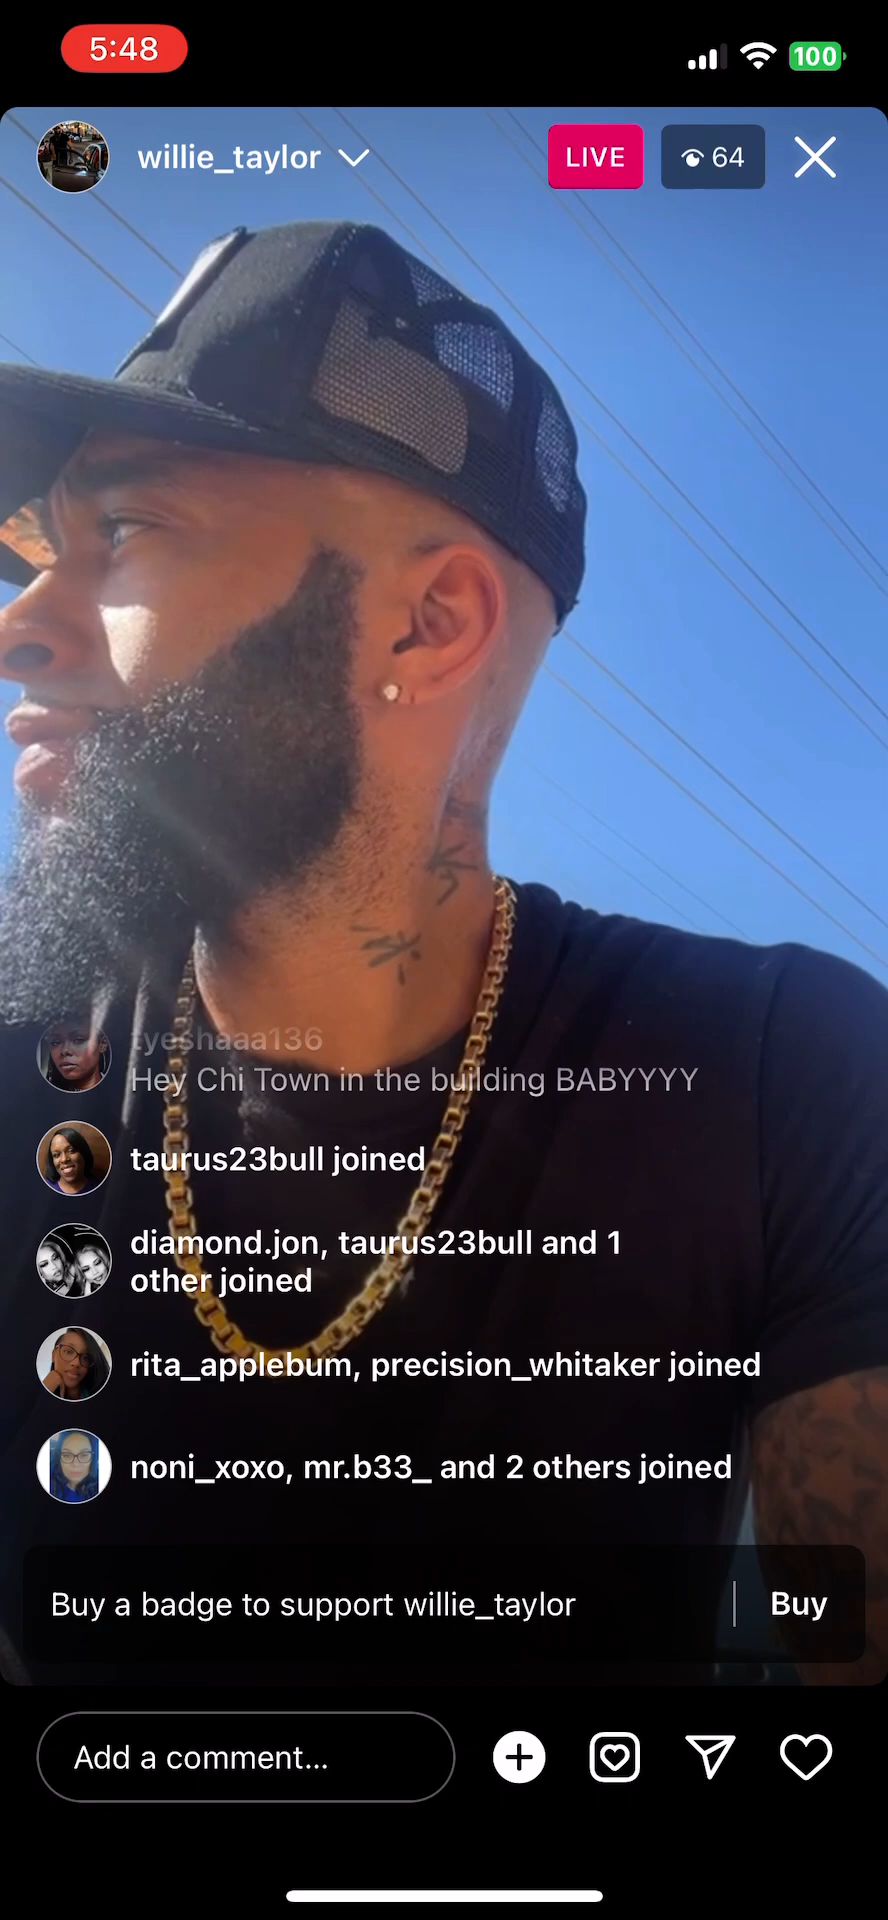 5:48
100
willie_taylor
LIVE
64
tyeshaaa136
Hey Chi Town in the building BABYYYY
taurus23bull joined
diamond.jon, taurus23bull and 1
other joined
rita_applebum, precision_whitaker joined
noni_xoxo, mr.b33_ and 2 others joined
Buy a badge to support willie_taylor
Buy
Add a comment...